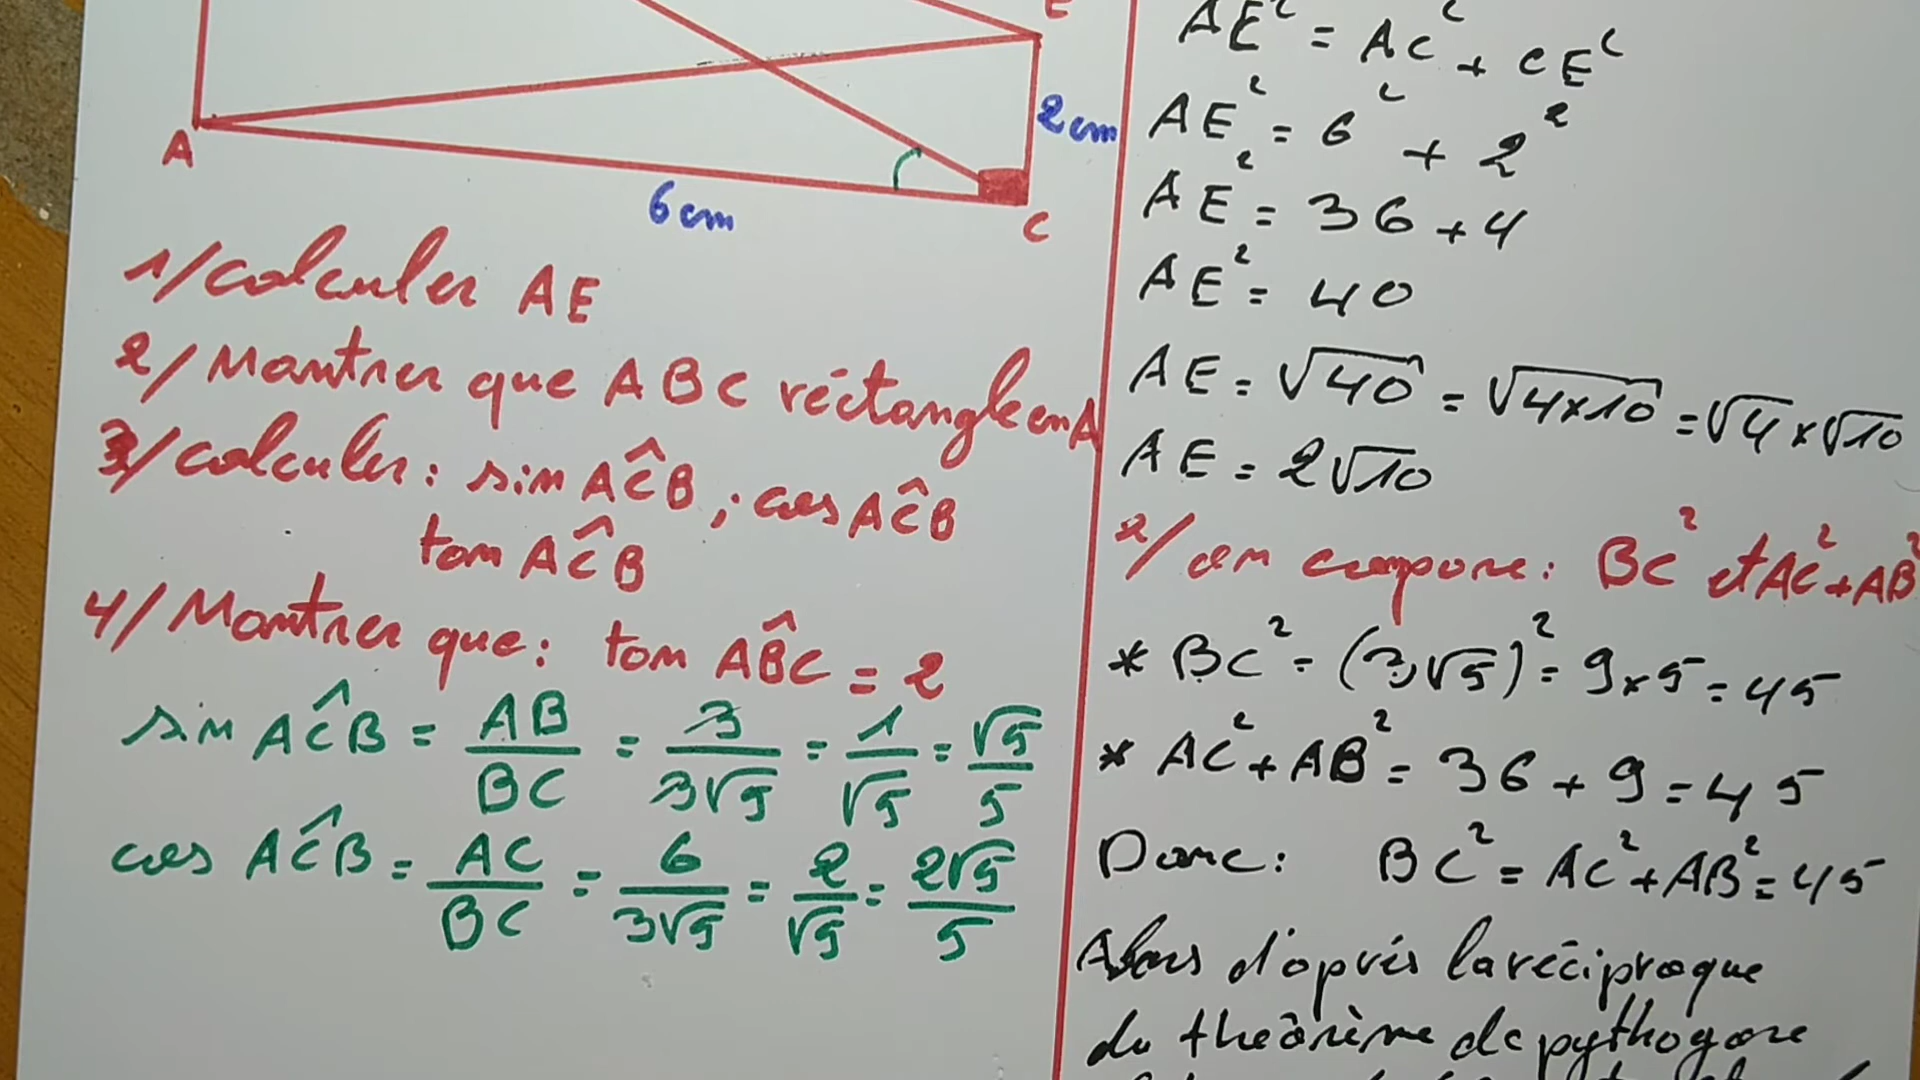 E
2cm
A
6cm
C
1/ calculer AE
2/ Montrer que ABC réctangle en A
3/ calculer: sin AĈB ; cos AĈB
tan AĈB
4/ Montrer que: tan AB̂C = 2
sin AĈB = AB/BC = 3/3√5 = 1/√5 = √5/5
cos AĈB = AC/BC = 6/3√5 = 2/√5 = 2√5/5
AE² = AC² + CE²
AE² = 6² + 2²
AE² = 36 + 4
AE² = 40
AE = √40 = √4×10 = √4 × √10
AE = 2√10
2/ on compare: BC² et AC² + AB²
* BC² = (3√5)² = 9×5 = 45
* AC² + AB² = 36 + 9 = 45
Donc: BC² = AC² + AB² = 45
Alors d'aprés la réciproque
du théorème de pythagore